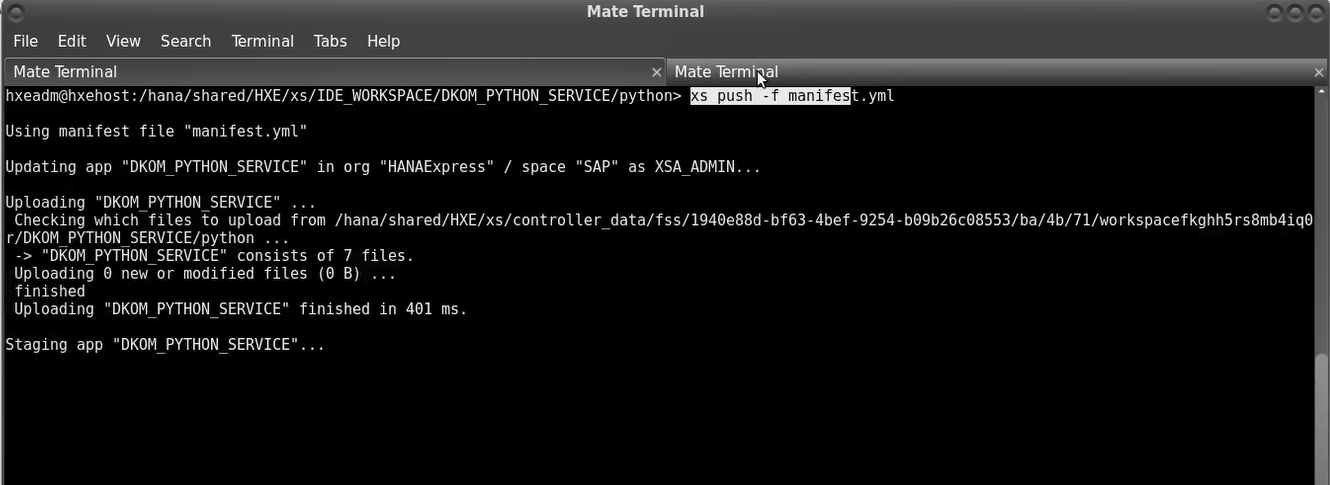 Mate Terminal
File Edit View Search Terminal Tabs Help
Mate Terminal × Mate Terminal ×
hxeadm@hxehost:/hana/shared/HXE/xs/IDE_WORKSPACE/DKOM_PYTHON_SERVICE/python> xs push -f manifest.yml
Using manifest file "manifest.yml"
Updating app "DKOM_PYTHON_SERVICE" in org "HANAExpress" / space "SAP" as XSA_ADMIN...
Uploading "DKOM_PYTHON_SERVICE" ...
Checking which files to upload from /hana/shared/HXE/xs/controller_data/fss/1940e88d-bf63-4bef-9254-b09b26c08553/ba/4b/71/workspacefkghh5rs8mb4iq0
r/DKOM_PYTHON_SERVICE/python ...
-> "DKOM_PYTHON_SERVICE" consists of 7 files.
Uploading 0 new or modified files (0 B) ...
finished
Uploading "DKOM_PYTHON_SERVICE" finished in 401 ms.
Staging app "DKOM_PYTHON_SERVICE"...